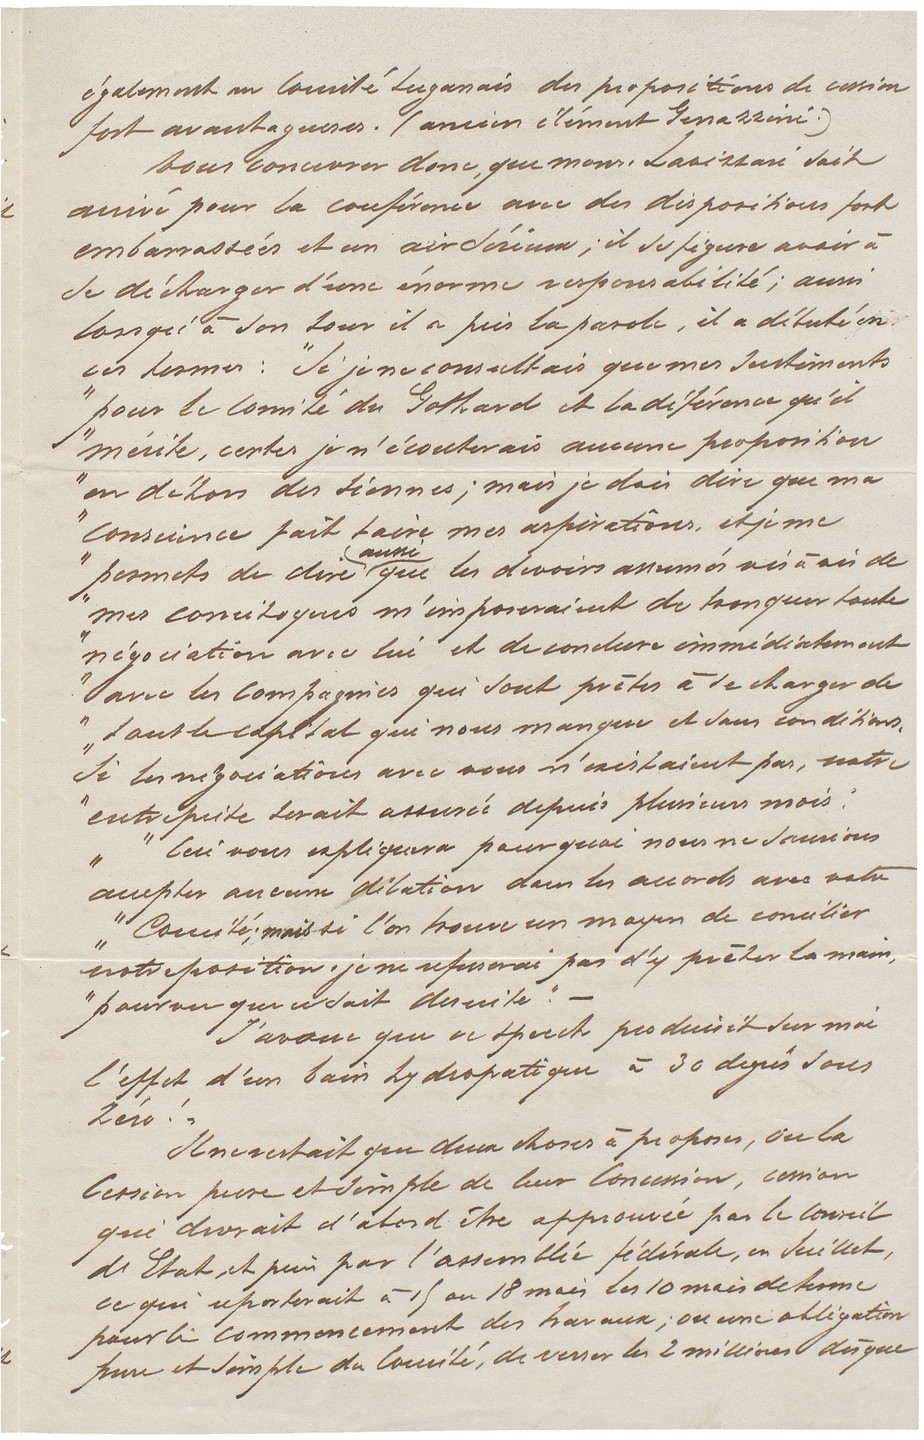 également au Comité Luganais des propositions de cession
fort avantageuses. (ancien élément Genazzini.)
Vous concevrez donc, que mons. Lavizzari soit
arrivé pour la conférence avec des dispositions fort
embarrassées et un air sérieux; il se figure avoir à
se décharger d'une énorme responsabilité; aussi
lorsqu'à son tour il a pris la parole, il a débuté en
ces termes: "Si je ne consultais que mes sentiments
"pour le Comité du Gothard et la déférence qu'il
"mérite, certes je n'écouterais aucune proposition
"en déhors des siennes; mais je dois dire que ma
"conscience fait taire mes aspirations, et je me
"permets de dire aussi que les devoirs assumés vis à vis de
"mes concitoyens m'imposeraient de tronquer toute
"négociation avec lui et de conclure immédiatement
"avec les Compagnies qui sont prêtes à se charger de
"tout le capital qui nous manque et sans conditions.
Si les négociations avec vous n'existaient pas, notre
"entreprise serait assurée depuis plusieurs mois!
" "Ceci vous expliquera pourquoi nous ne saurions
accepter aucune dilation dans les accords avec votre
" "Comité; mais si l'on trouve un moyen de concilier
notre position, je ne refuserai pas d'y prêter la main,
"pourvu que ce soit de suite". —
J'avoue que ce speech produisit sur moi
l'effet d'un bain hydropatique à 30 degrés sous
zéro!
Il ne restait que deux choses à proposer, ou la
Cession pure et simple de leur Concession, cession
qui devrait d'abord être approuvée par le Conseil
d'Etat, et puis par l'assemblée fédérale, en Juillet,
ce qui reporterait à 15 ou 18 mois les 10 mois de terme
pour le commencement des travaux; ou une obligation
pure et simple du Comité, de verser les 2 millions dès que